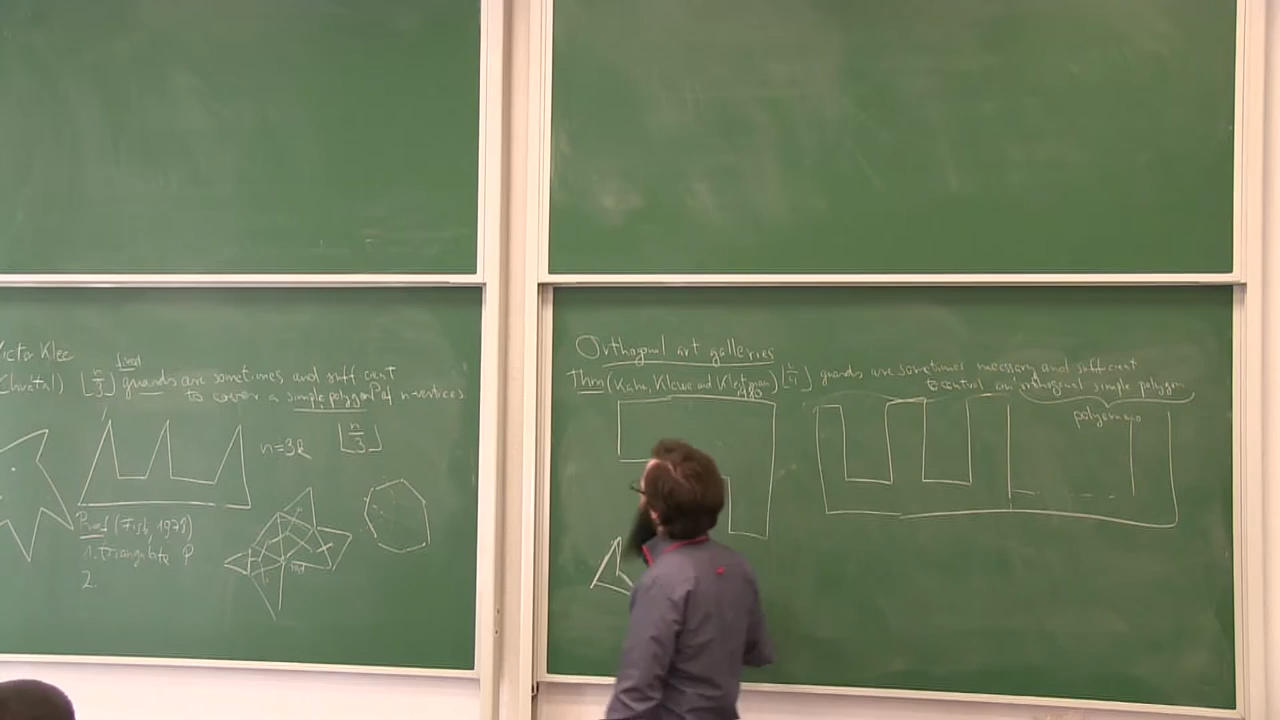 Victor Klee
fixed
(Chvátal) ⌊n/3⌋ guards are sometimes and sufficient
to cover a simple polygon P of n-vertices
n=3k ⌊n/3⌋
Proof (Fisk, 1978)
1. triangulate P
2.
Orthogonal art galleries
Thm (Kahn, Klawe and Kleitman 1980) ⌊n/4⌋ guards are sometimes necessary and sufficient
to control an orthogonal simple polygon